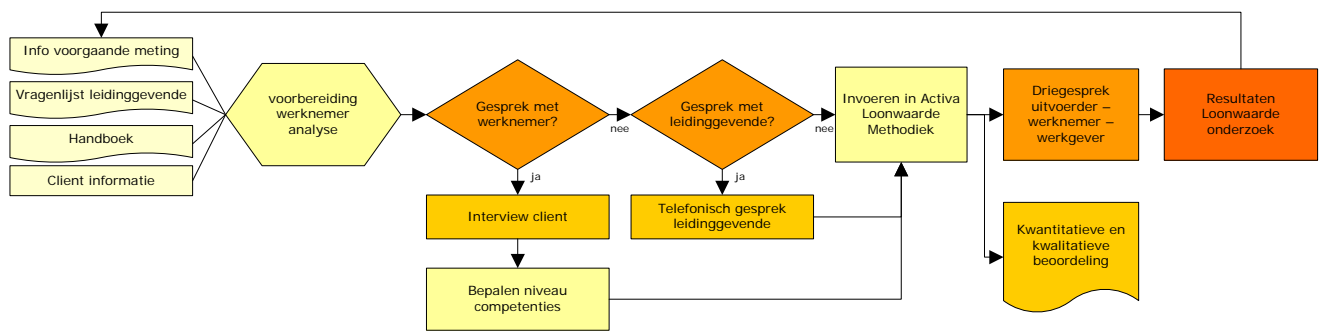 Info voorgaande meting
Vragenlijst leidinggevende
Handboek
Client informatie
voorbereiding
werknemer
analyse
Gesprek met
werknemer?
nee
ja
Interview client
Bepalen niveau
competenties
Gesprek met
leidinggevende?
nee
ja
Telefonisch gesprek
leidinggevende
Invoeren in Activa
Loonwaarde
Methodiek
Driegesprek
uitvoerder –
werknemer –
werkgever
Kwantitatieve en
kwalitatieve
beoordeling
Resultaten
Loonwaarde
onderzoek